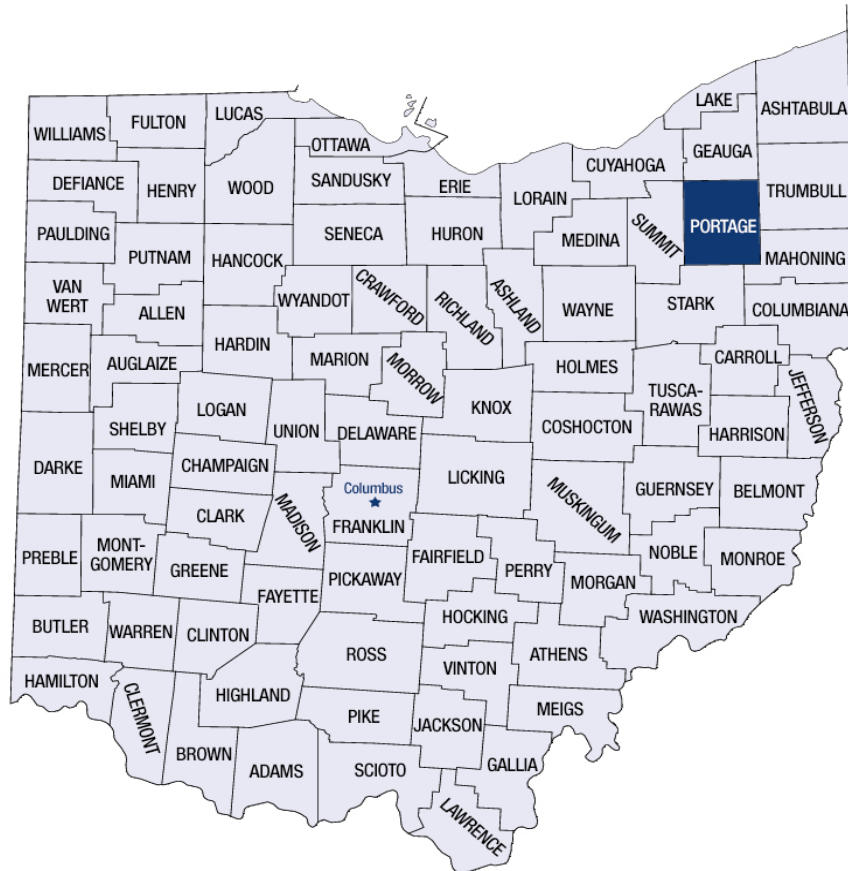 LAKE
ASHTABULA
LUCAS
FULTON
WILLIAMS
OTTAWA
GEAUGA
CUYAHOGA
DEFIANCE
HENRY
WOOD
SANDUSKY
ERIE
LORAIN
TRUMBULL
PAULDING
PUTNAM
HANCOCK
SENECA
HURON
MEDINA
SUMMIT
PORTAGE
MAHONING
VAN
WERT
ALLEN
WYANDOT
CRAWFORD
RICHLAND
ASHLAND
WAYNE
STARK
COLUMBIANA
MERCER
AUGLAIZE
HARDIN
MARION
MORROW
HOLMES
CARROLL
JEFFERSON
TUSCA-
RAWAS
LOGAN
SHELBY
UNION
DELAWARE
KNOX
COSHOCTON
HARRISON
DARKE
MIAMI
CHAMPAIGN
LICKING
MUSKINGUM
GUERNSEY
BELMONT
Columbus
FRANKLIN
CLARK
MADISON
PREBLE
MONT-
GOMERY
GREENE
FAYETTE
PICKAWAY
FAIRFIELD
PERRY
MORGAN
NOBLE
MONROE
BUTLER
WARREN
CLINTON
ROSS
HOCKING
ATHENS
WASHINGTON
HAMILTON
CLERMONT
HIGHLAND
VINTON
PIKE
JACKSON
MEIGS
BROWN
ADAMS
SCIOTO
GALLIA
LAWRENCE